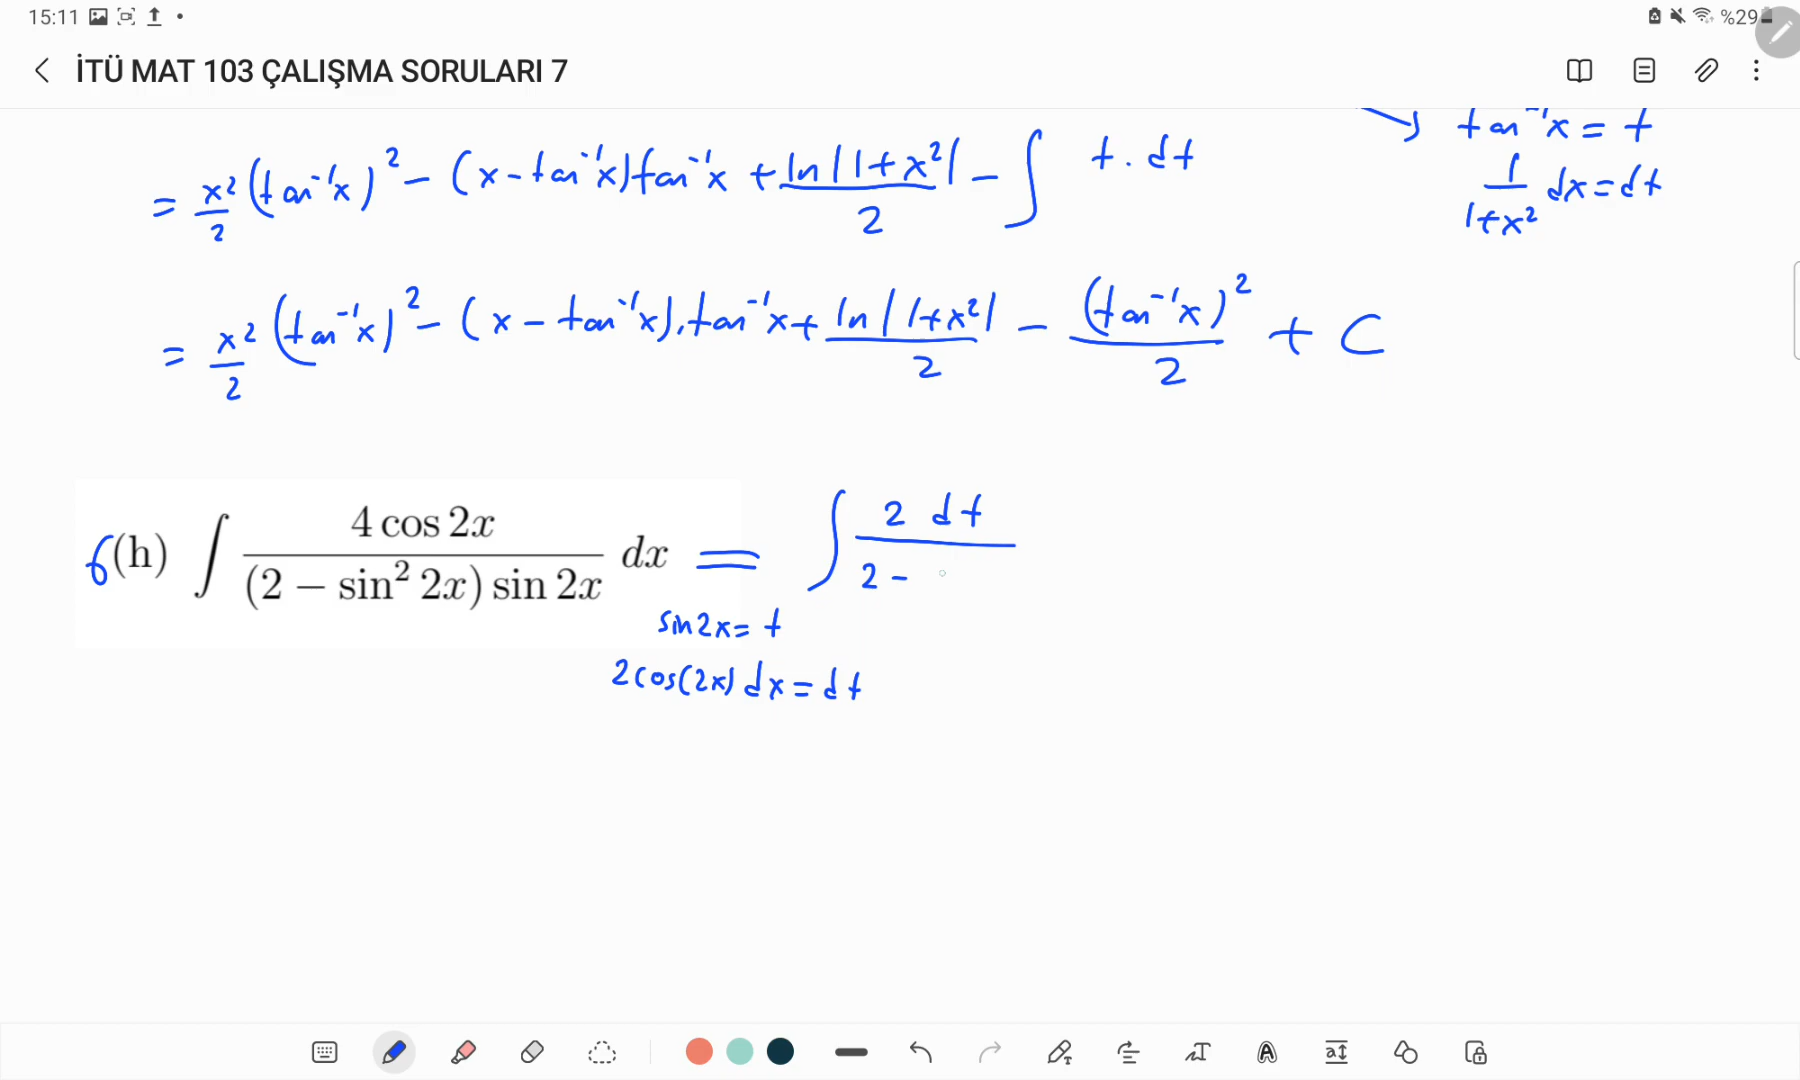 15:11 %29
İTÜ MAT 103 ÇALIŞMA SORULARI 7
tan⁻¹x = t
1/(1+x²) dx = dt
= x²/2 (tan⁻¹x)² - (x - tan⁻¹x) tan⁻¹x + ln|1+x²|/2 - ∫ t . dt
= x²/2 (tan⁻¹x)² - (x - tan⁻¹x) . tan⁻¹x + ln|1+x²|/2 - (tan⁻¹x)²/2 + C
6(h) ∫ 4 cos 2x / ((2 − sin² 2x) sin 2x) dx = ∫ 2 dt / 2 -
sin2x = t
2cos(2x) dx = dt